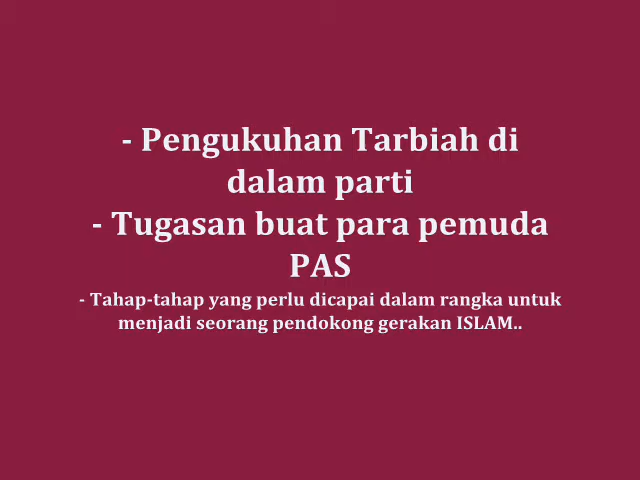 - Pengukuhan Tarbiah di
dalam parti
- Tugasan buat para pemuda
PAS
- Tahap-tahap yang perlu dicapai dalam rangka untuk
menjadi seorang pendokong gerakan ISLAM..